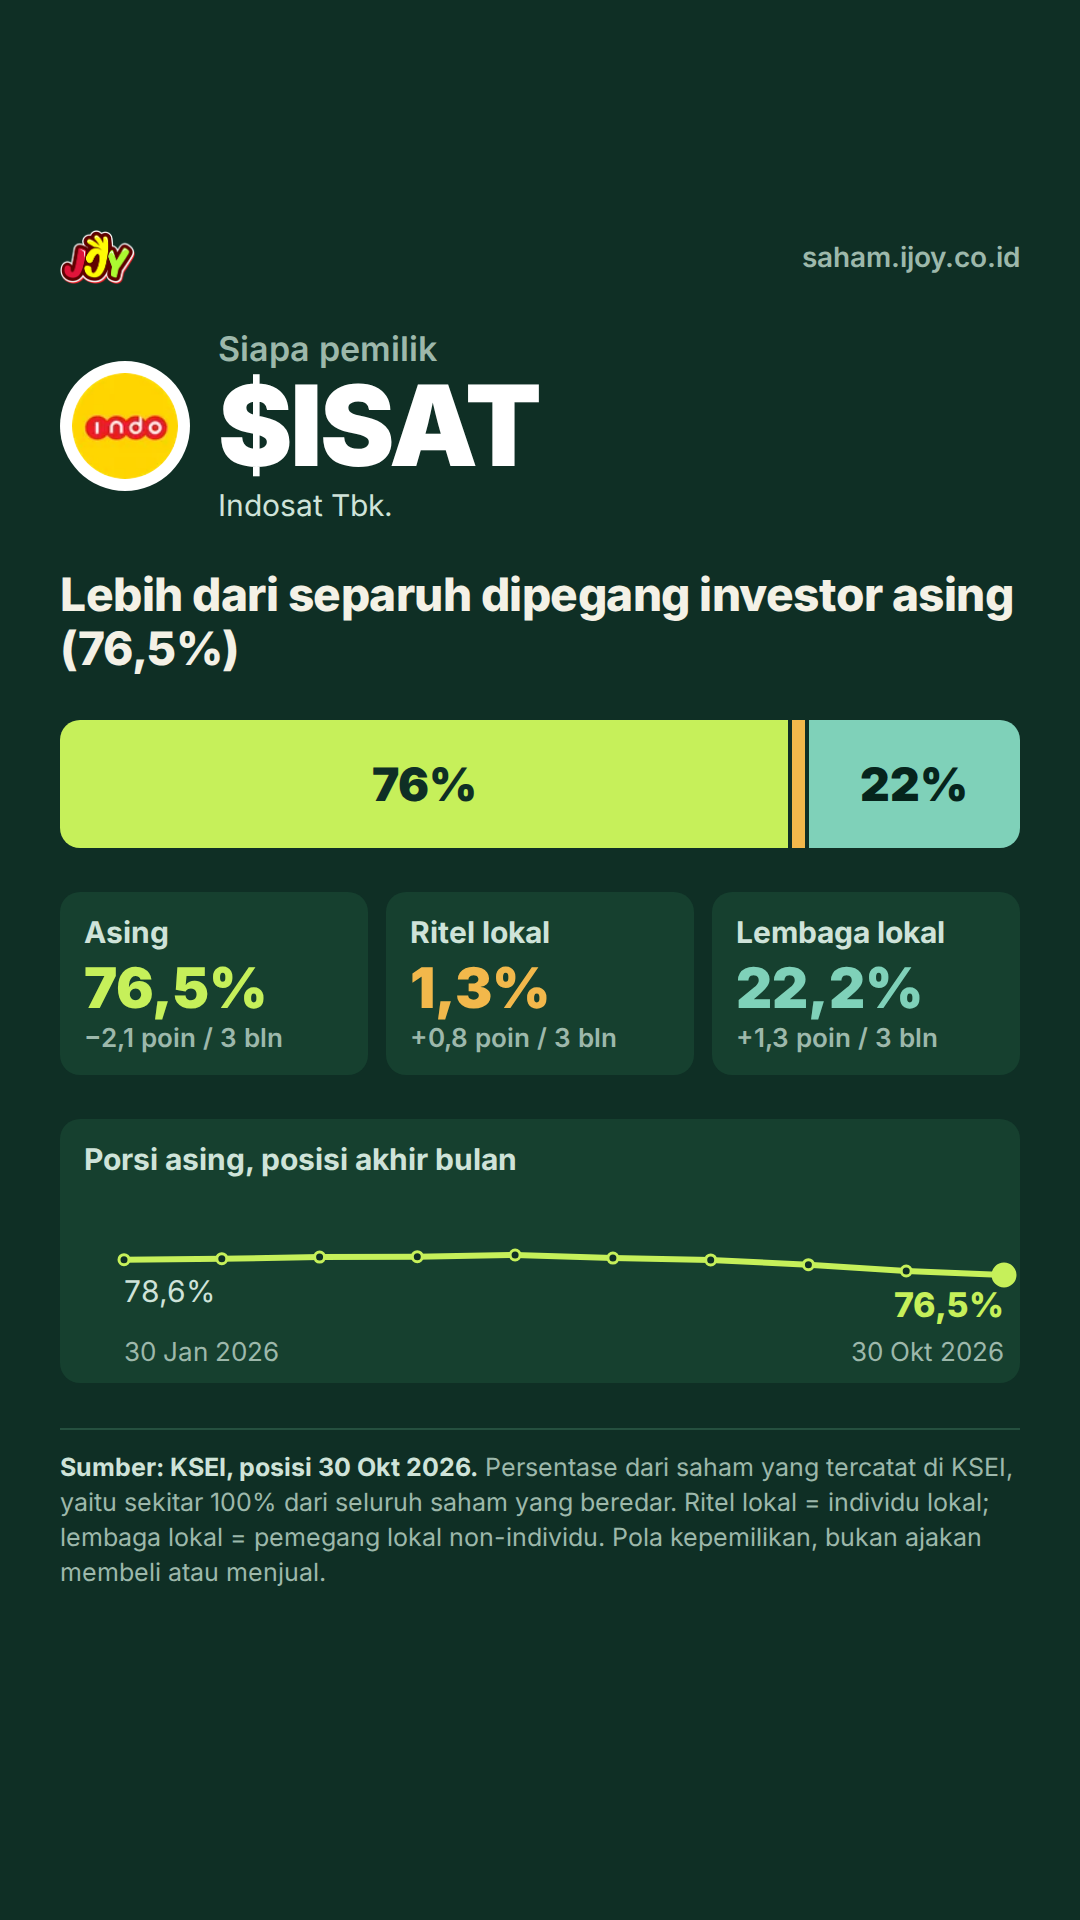 JOY
saham.ijoy.co.id
Siapa pemilik
$ISAT
indo
Indosat Tbk.
Lebih dari separuh dipegang investor asing
(76,5%)
76%
22%
Asing
76,5%
−2,1 poin / 3 bln
Ritel lokal
1,3%
+0,8 poin / 3 bln
Lembaga lokal
22,2%
+1,3 poin / 3 bln
Porsi asing, posisi akhir bulan
78,6%
76,5%
30 Jan 2026
30 Okt 2026
Sumber: KSEI, posisi 30 Okt 2026. Persentase dari saham yang tercatat di KSEI,
yaitu sekitar 100% dari seluruh saham yang beredar. Ritel lokal = individu lokal;
lembaga lokal = pemegang lokal non-individu. Pola kepemilikan, bukan ajakan
membeli atau menjual.